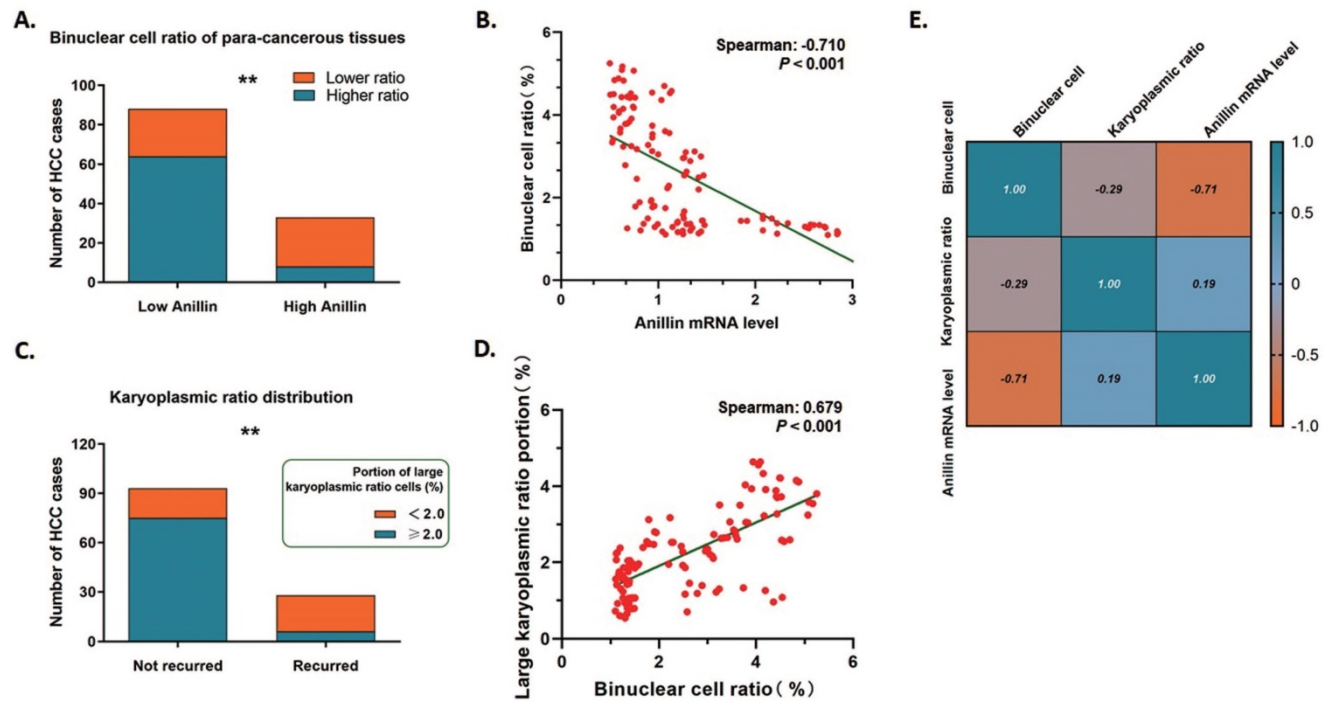 A.
Binuclear cell ratio of para-cancerous tissues
**
Lower ratio
Higher ratio
Number of HCC cases
100
80
60
40
20
0
Low Anillin
High Anillin
B.
Spearman: -0.710
P < 0.001
Binuclear cell ratio( %)
6
4
2
0
0
1
2
3
Anillin mRNA level
C.
Karyoplasmic ratio distribution
**
Portion of large
karyoplasmic ratio cells (%)
< 2.0
⩾ 2.0
Number of HCC cases
120
90
60
30
0
Not recurred
Recurred
D.
Spearman: 0.679
P < 0.001
Large karyoplasmic ratio portion( %)
6
4
2
0
0
2
4
6
Binuclear cell ratio( %)
E.
Binuclear cell
Karyoplasmic ratio
Anillin mRNA level
Binuclear cell
Karyoplasmic ratio
Anillin mRNA level
1.00
-0.29
-0.71
-0.29
1.00
0.19
-0.71
0.19
1.00
1.0
0.5
0
-0.5
-1.0